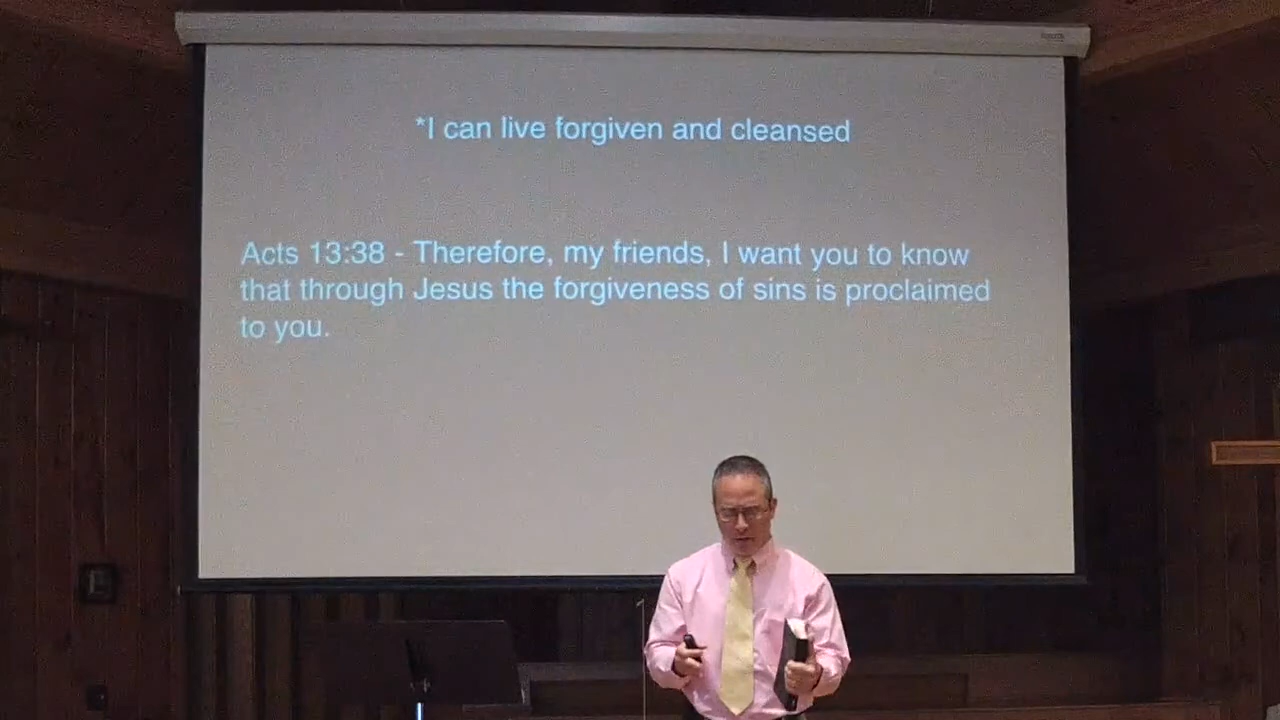 *I can live forgiven and cleansed
Acts 13:38 - Therefore, my friends, I want you to know
that through Jesus the forgiveness of sins is proclaimed
to you.